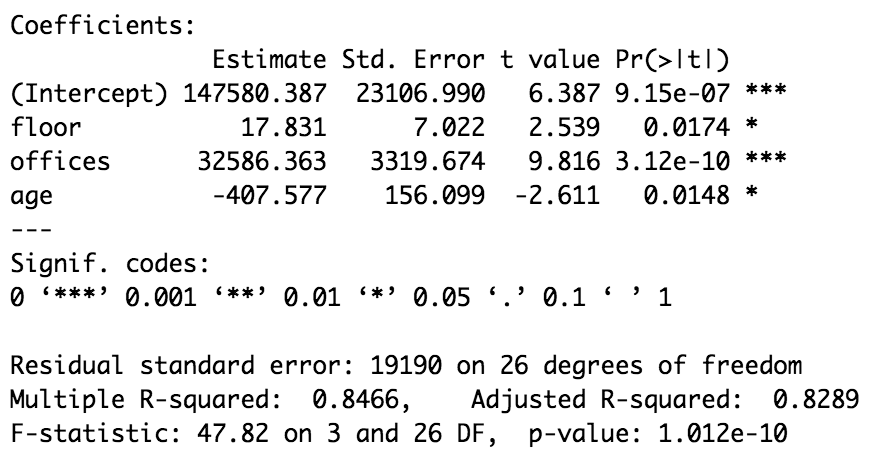 Coefficients:
Estimate Std. Error t value Pr(>|t|)
(Intercept) 147580.387 23106.990 6.387 9.15e-07 ***
floor 17.831 7.022 2.539 0.0174 *
offices 32586.363 3319.674 9.816 3.12e-10 ***
age -407.577 156.099 -2.611 0.0148 *
---
Signif. codes:
0 ‘***’ 0.001 ‘**’ 0.01 ‘*’ 0.05 ‘.’ 0.1 ‘ ’ 1
Residual standard error: 19190 on 26 degrees of freedom
Multiple R-squared: 0.8466, Adjusted R-squared: 0.8289
F-statistic: 47.82 on 3 and 26 DF, p-value: 1.012e-10